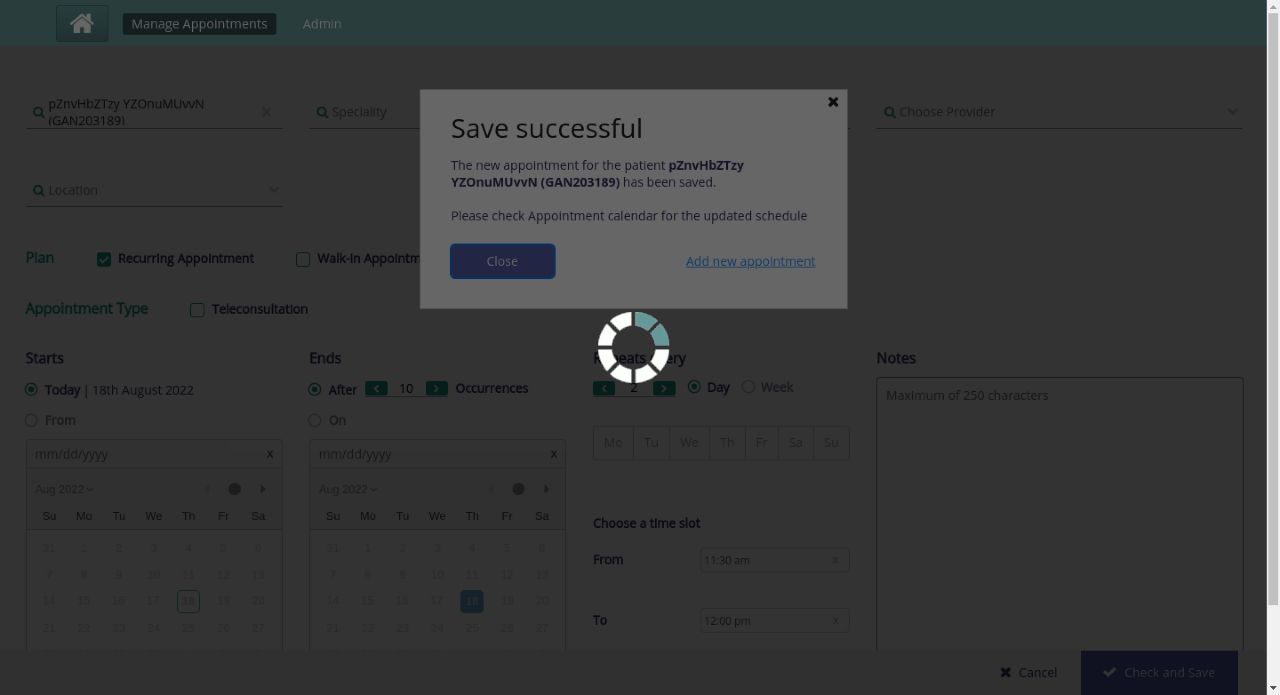 Manage Appointments
Admin
pZnvHbZTzy YZOnuMUvvN
(GAN203189)
Speciality
Choose Provider
Location
Save successful
The new appointment for the patient pZnvHbZTzy
YZOnuMUvvN (GAN203189) has been saved.
Please check Appointment calendar for the updated schedule
Close
Add new appointment
Plan
Recurring Appointment
Walk-in Appointm
Appointment Type
Teleconsultation
Starts
Today | 18th August 2022
From
mm/dd/yyyy x
Aug 2022
Su Mo Tu We Th Fr Sa
31 1 2 3 4 5 6
7 8 9 10 11 12 13
14 15 16 17 18 19 20
21 22 23 24 25 26 27
Ends
After 10 Occurrences
On
mm/dd/yyyy x
Aug 2022
Su Mo Tu We Th Fr Sa
31 1 2 3 4 5 6
7 8 9 10 11 12 13
14 15 16 17 18 19 20
21 22 23 24 25 26 27
2 Day Week
Mo Tu We Th Fr Sa Su
Choose a time slot
From 11:30 am x
To 12:00 pm x
Notes
Maximum of 250 characters
Cancel
Check and Save